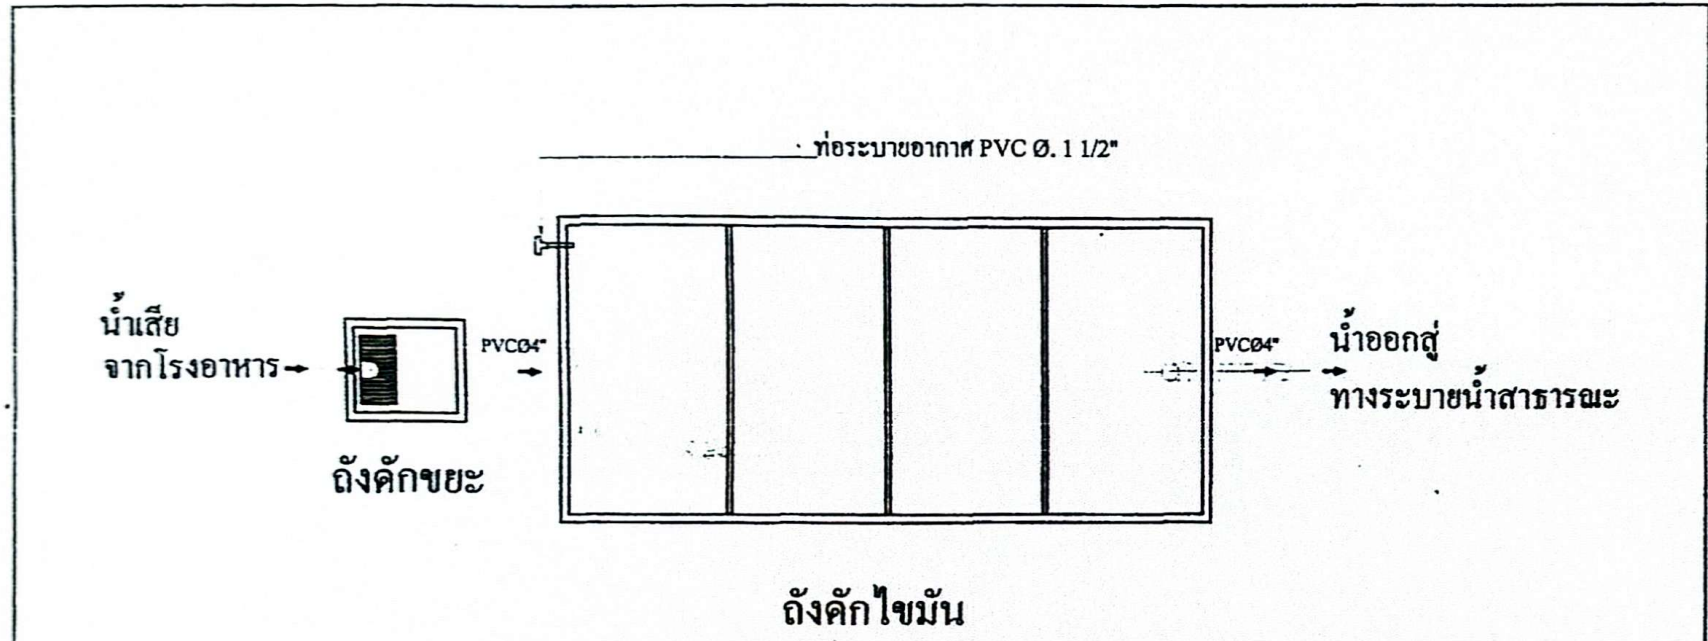 ท่อระบายอากาศ PVC Ø. 1 1/2"
น้ำเสีย
จากโรงอาหาร
PVCØ4"
PVCØ4"
น้ำออกสู่
ทางระบายน้ำสาธารณะ
ถังดักขยะ
ถังดักไขมัน